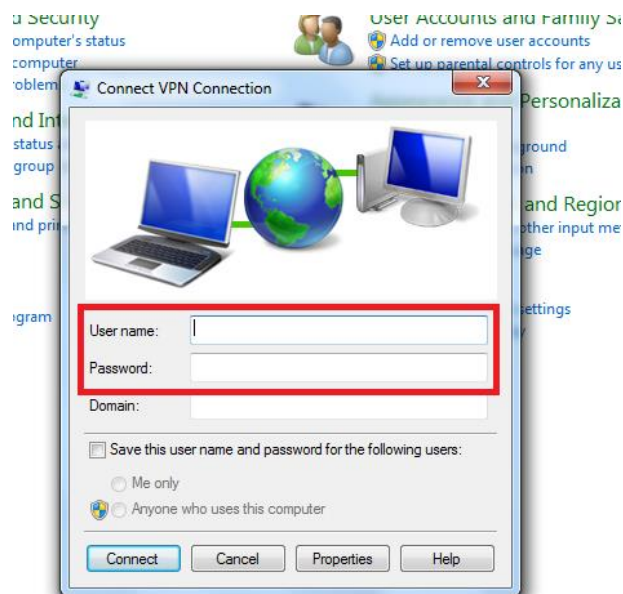 d Security
omputer's status
computer
roblem
nd Int
status
group
and S
nd prin
ogram
User Accounts and Family Sa
Add or remove user accounts
Set up parental controls for any us
Personaliza
ground
on
and Region
other input me
age
settings
y
Connect VPN Connection
User name:
Password:
Domain:
Save this user name and password for the following users:
Me only
Anyone who uses this computer
Connect Cancel Properties Help